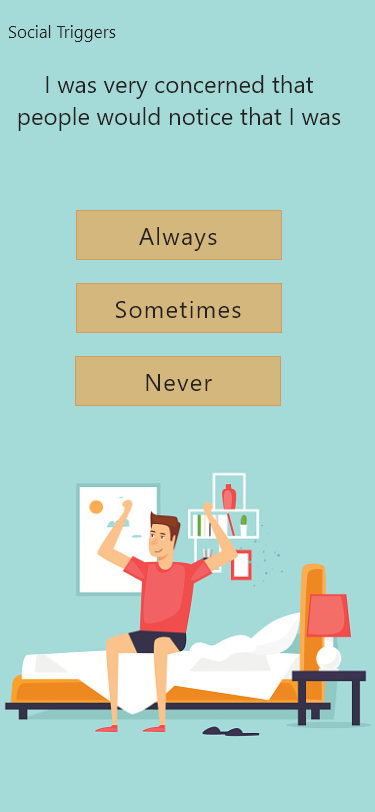 Social Triggers
I was very concerned that
people would notice that I was
Always
Sometimes
Never